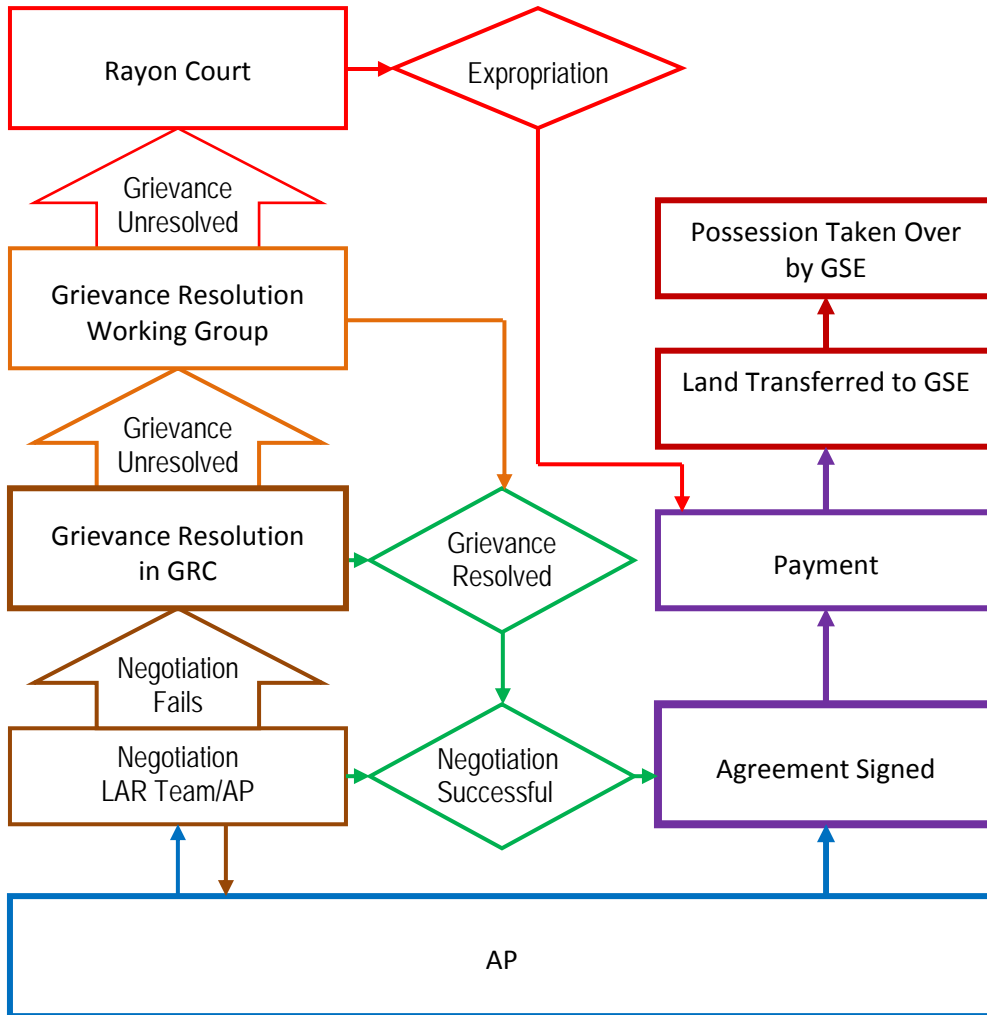 Rayon Court
Expropriation
Grievance
Unresolved
Possession Taken Over
by GSE
Grievance Resolution
Working Group
Land Transferred to GSE
Grievance
Unresolved
Grievance Resolution
in GRC
Grievance
Resolved
Payment
Negotiation
Fails
Negotiation
LAR Team/AP
Negotiation
Successful
Agreement Signed
AP